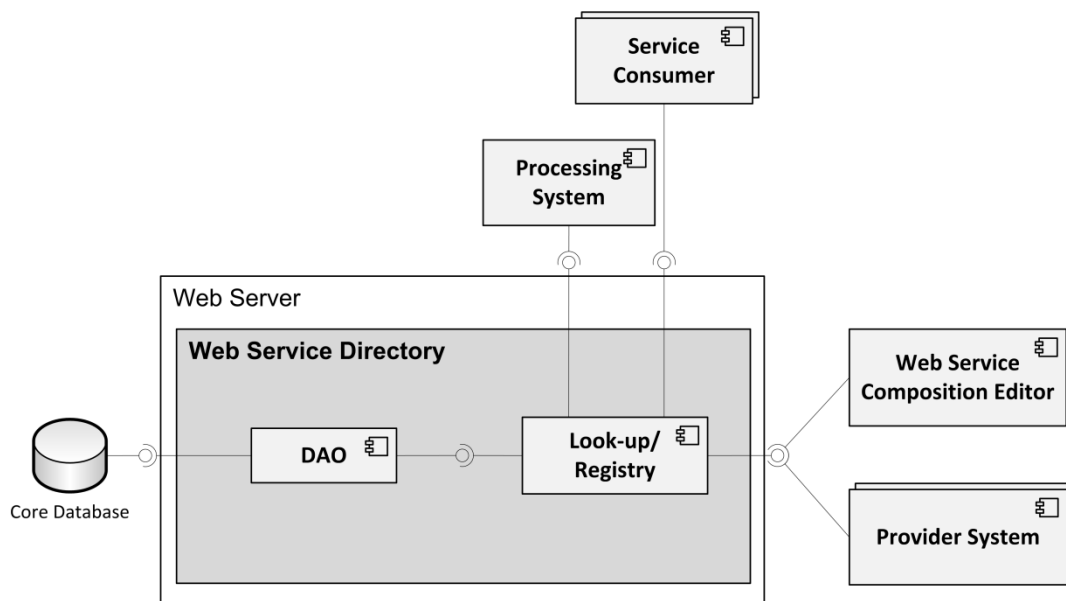 Service
Consumer
Processing
System
Web Server
Web Service Directory
Web Service
Composition Editor
DAO
Look-up/
Registry
Core Database
Provider System